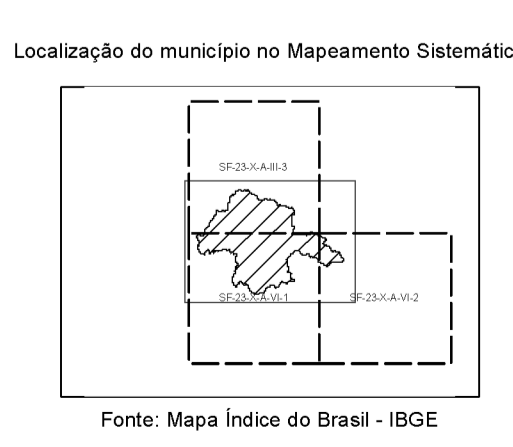 Localização do município no Mapeamento Sistemátic
SF-23-X-A-III-3
SF-23-X-A-VI-1
SF-23-X-A-VI-2
Fonte: Mapa Índice do Brasil - IBGE